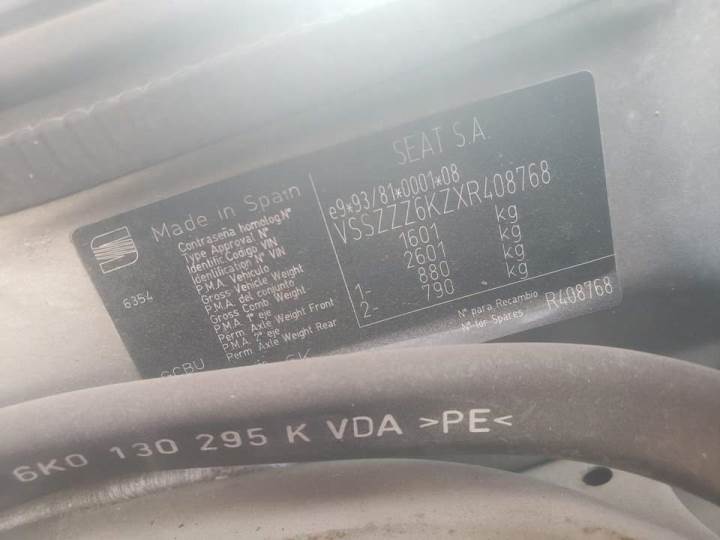 SEAT S.A.
Made in Spain
Contraseña homolog.Nº
Type Approval Nº e9*93/81*0001*08
Identific.Codigo VIN
Identification Nº VIN VSSZZZ6KZXR408768
P.M.A. Vehiculo
Gross Vehicle Weight 1601 kg
P.M.A. del conjunto
Gross Comb Weight 2601 kg
P.M.A. 1º eje
Perm. Axle Weight Front 1- 880 kg
P.M.A. 2º eje
Perm. Axle Weight Rear 2- 790 kg
6354
Nº para Recambio
Nº for Spares R408768
6K0 130 295 K VDA >PE<